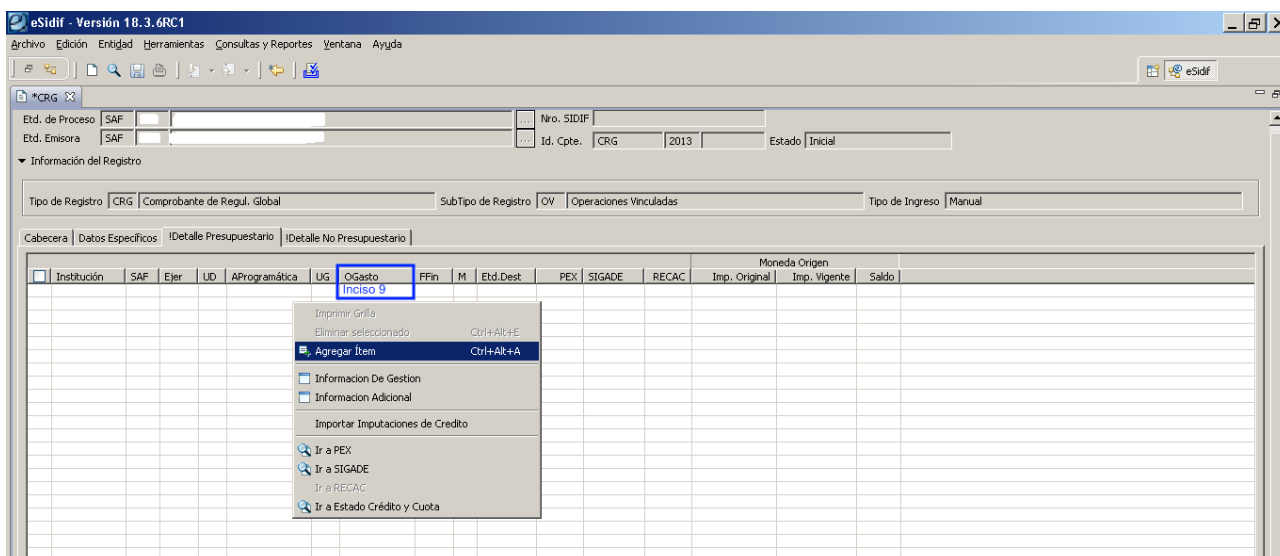 eSidif - Versión 18.3.6RC1
Archivo Edición Entidad Herramientas Consultas y Reportes Ventana Ayuda
eSidif
*CRG
Etd. de Proceso SAF ... Nro. SIDIF
Etd. Emisora SAF ... Id. Cpte. CRG 2013 Estado Inicial
Información del Registro
Tipo de Registro CRG Comprobante de Regul. Global SubTipo de Registro OV Operaciones Vinculadas Tipo de Ingreso Manual
Cabecera Datos Específicos !Detalle Presupuestario !Detalle No Presupuestario
Moneda Origen
Institución SAF Ejer UD AProgramática UG OGasto FFin M Etd.Dest PEX SIGADE RECAC Imp. Original Imp. Vigente Saldo
Inciso 9
Imprimir Grilla
Eliminar seleccionado Ctrl+Alt+E
Agregar Ítem Ctrl+Alt+A
Informacion De Gestion
Informacion Adicional
Importar Imputaciones de Credito
Ir a PEX
Ir a SIGADE
Ir a RECAC
Ir a Estado Crédito y Cuota